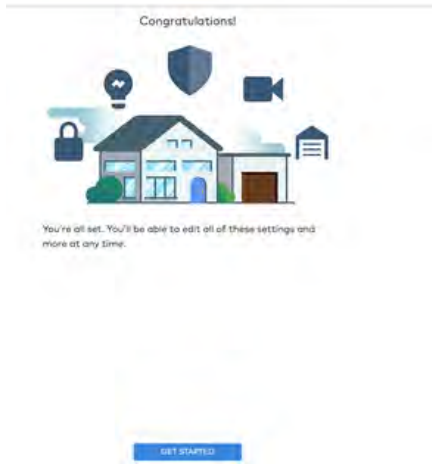 Congratulations!
You're all set. You'll be able to edit all of these settings and
more at any time.
GET STARTED